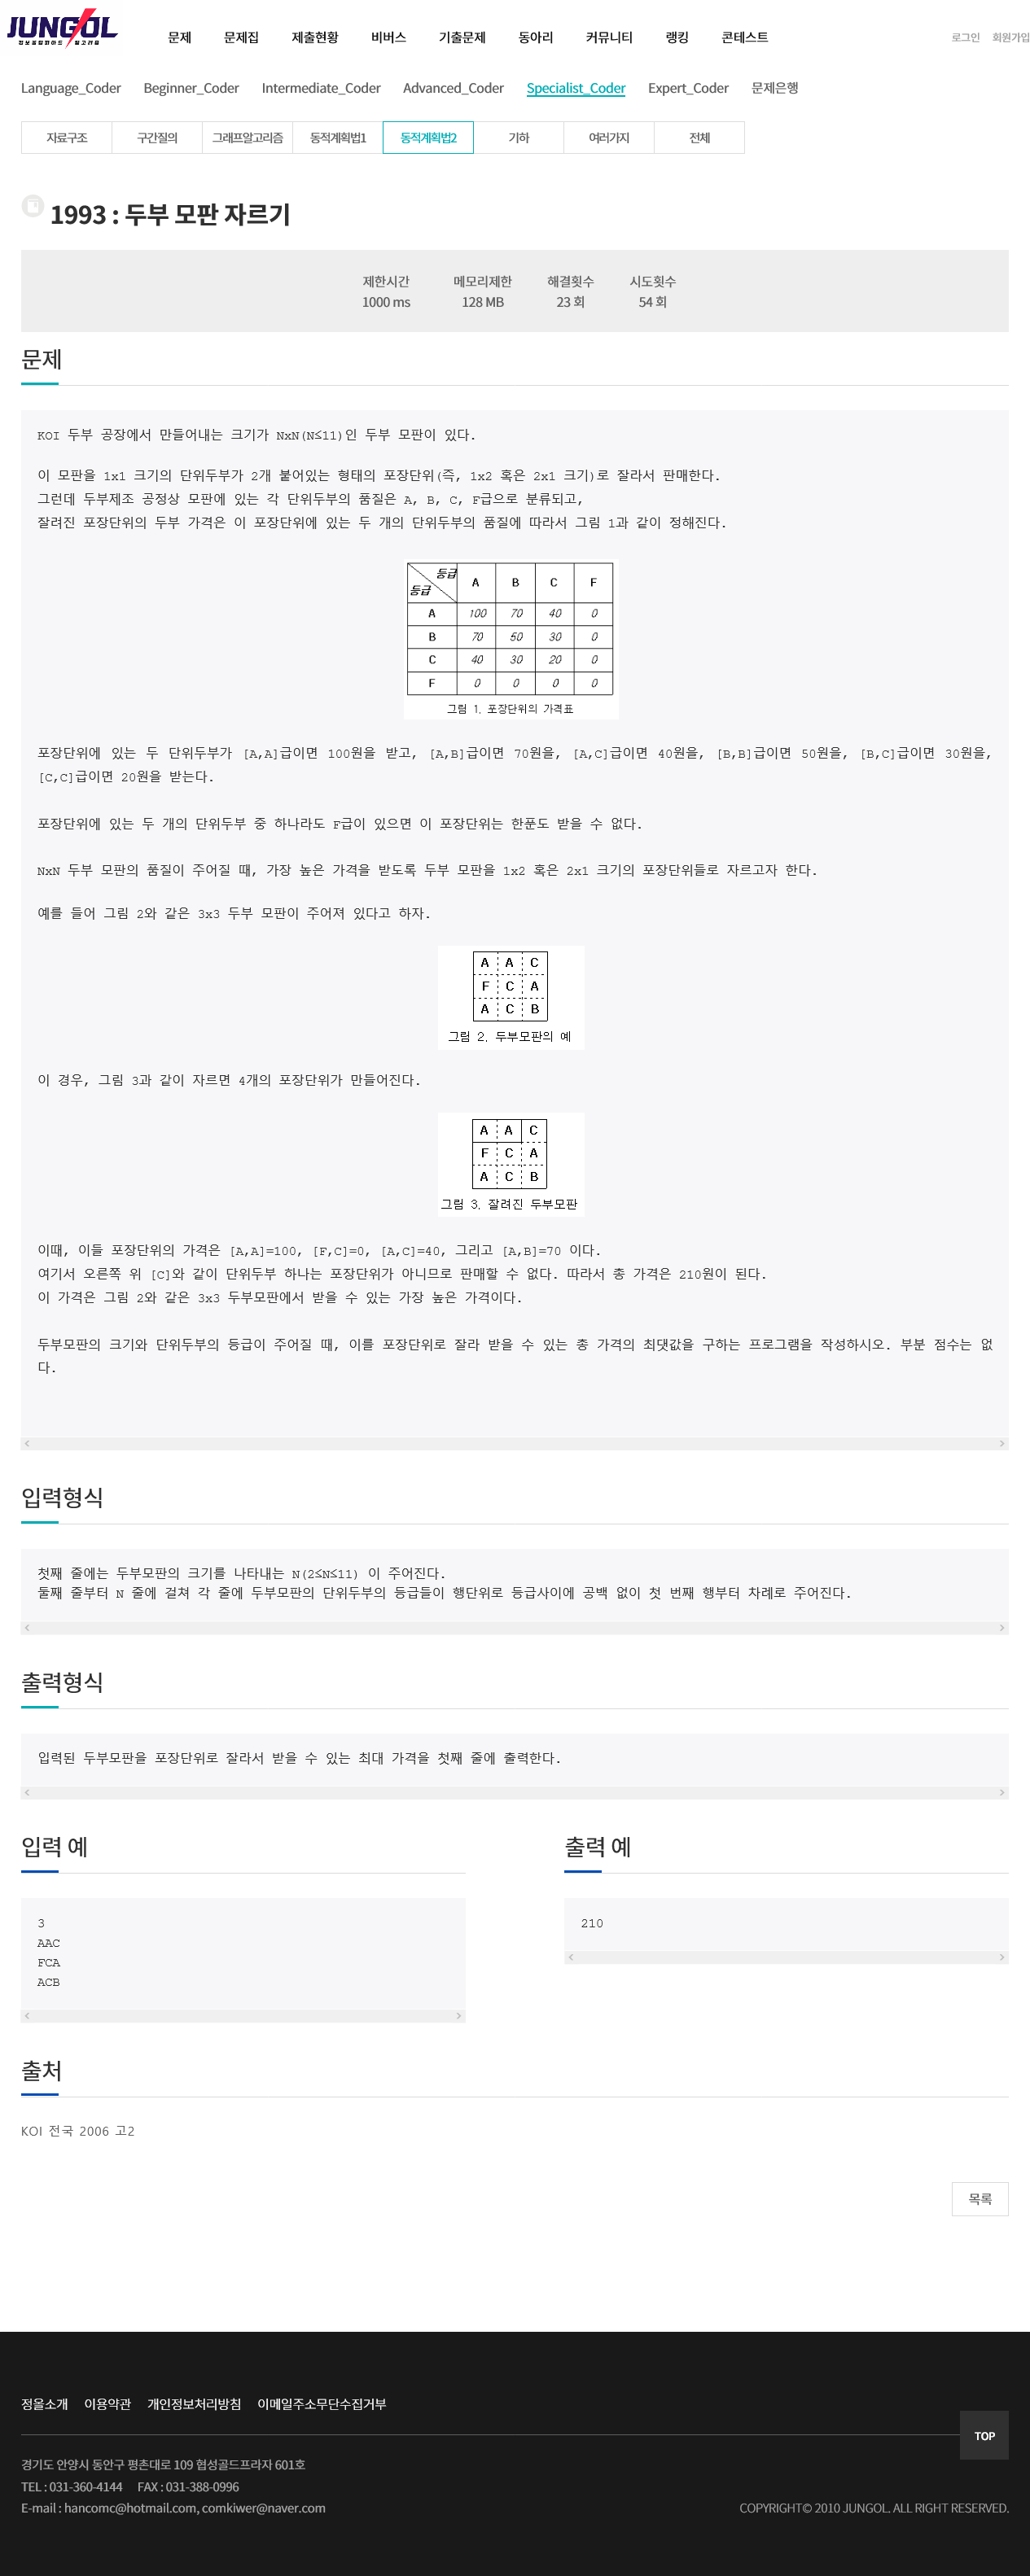 JUNGOL
정보올림피아드 & 알고리즘
문제 문제집 제출현황 비버스 기출문제 동아리 커뮤니티 랭킹 콘테스트
로그인 회원가입
Language_Coder Beginner_Coder Intermediate_Coder Advanced_Coder Specialist_Coder Expert_Coder 문제은행
자료구조 구간질의 그래프알고리즘 동적계획법1 동적계획법2 기하 여러가지 전체
1993 : 두부 모판 자르기
제한시간 메모리제한 해결횟수 시도횟수
1000 ms 128 MB 23 회 54 회
문제
KOI 두부 공장에서 만들어내는 크기가 NxN(N≤11)인 두부 모판이 있다.
이 모판을 1x1 크기의 단위두부가 2개 붙어있는 형태의 포장단위(즉, 1x2 혹은 2x1 크기)로 잘라서 판매한다.
그런데 두부제조 공정상 모판에 있는 각 단위두부의 품질은 A, B, C, F급으로 분류되고,
잘려진 포장단위의 두부 가격은 이 포장단위에 있는 두 개의 단위두부의 품질에 따라서 그림 1과 같이 정해진다.
등급 등급 A B C F
A 100 70 40 0
B 70 50 30 0
C 40 30 20 0
F 0 0 0 0
그림 1. 포장단위의 가격표
포장단위에 있는 두 단위두부가 [A,A]급이면 100원을 받고, [A,B]급이면 70원을, [A,C]급이면 40원을, [B,B]급이면 50원을, [B,C]급이면 30원을,
[C,C]급이면 20원을 받는다.
포장단위에 있는 두 개의 단위두부 중 하나라도 F급이 있으면 이 포장단위는 한푼도 받을 수 없다.
NxN 두부 모판의 품질이 주어질 때, 가장 높은 가격을 받도록 두부 모판을 1x2 혹은 2x1 크기의 포장단위들로 자르고자 한다.
예를 들어 그림 2와 같은 3x3 두부 모판이 주어져 있다고 하자.
A A C
F C A
A C B
그림 2. 두부모판의 예
이 경우, 그림 3과 같이 자르면 4개의 포장단위가 만들어진다.
A A C
F C A
A C B
그림 3. 잘려진 두부모판
이때, 이들 포장단위의 가격은 [A,A]=100, [F,C]=0, [A,C]=40, 그리고 [A,B]=70 이다.
여기서 오른쪽 위 [C]와 같이 단위두부 하나는 포장단위가 아니므로 판매할 수 없다. 따라서 총 가격은 210원이 된다.
이 가격은 그림 2와 같은 3x3 두부모판에서 받을 수 있는 가장 높은 가격이다.
두부모판의 크기와 단위두부의 등급이 주어질 때, 이를 포장단위로 잘라 받을 수 있는 총 가격의 최댓값을 구하는 프로그램을 작성하시오. 부분 점수는 없
다.
입력형식
첫째 줄에는 두부모판의 크기를 나타내는 N(2≤N≤11) 이 주어진다.
둘째 줄부터 N 줄에 걸쳐 각 줄에 두부모판의 단위두부의 등급들이 행단위로 등급사이에 공백 없이 첫 번째 행부터 차례로 주어진다.
출력형식
입력된 두부모판을 포장단위로 잘라서 받을 수 있는 최대 가격을 첫째 줄에 출력한다.
입력 예
3
AAC
FCA
ACB
출력 예
210
출처
KOI 전국 2006 고2
목록
정올소개 이용약관 개인정보처리방침 이메일주소무단수집거부
TOP
경기도 안양시 동안구 평촌대로 109 협성골드프라자 601호
TEL : 031-360-4144 FAX : 031-388-0996
E-mail : hancomc@hotmail.com, comkiwer@naver.com
COPYRIGHT© 2010 JUNGOL. ALL RIGHT RESERVED.